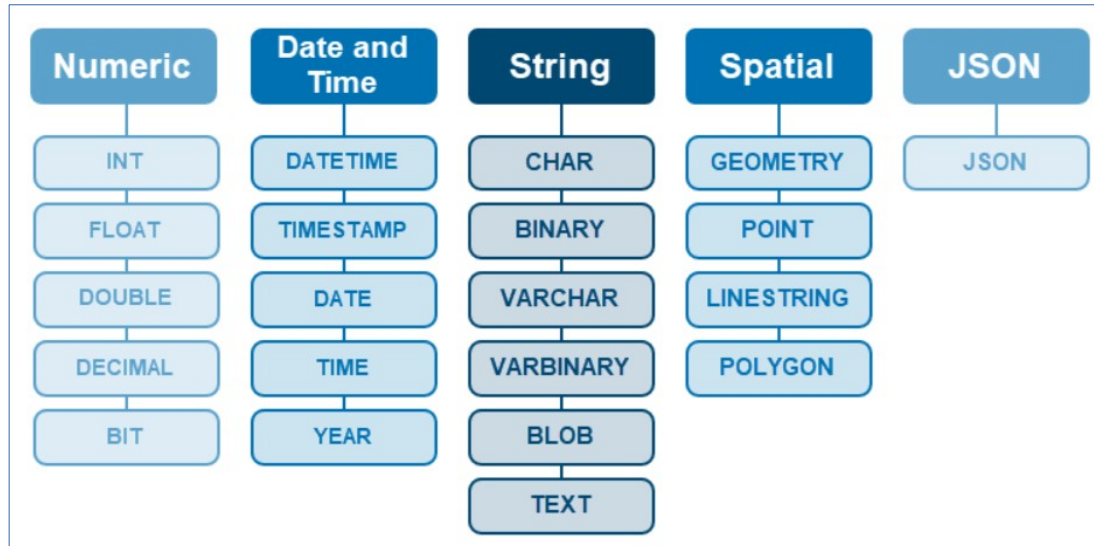 Numeric
INT
FLOAT
DOUBLE
DECIMAL
BIT
Date and
Time
DATETIME
TIMESTAMP
DATE
TIME
YEAR
String
CHAR
BINARY
VARCHAR
VARBINARY
BLOB
TEXT
Spatial
GEOMETRY
POINT
LINESTRING
POLYGON
JSON
JSON